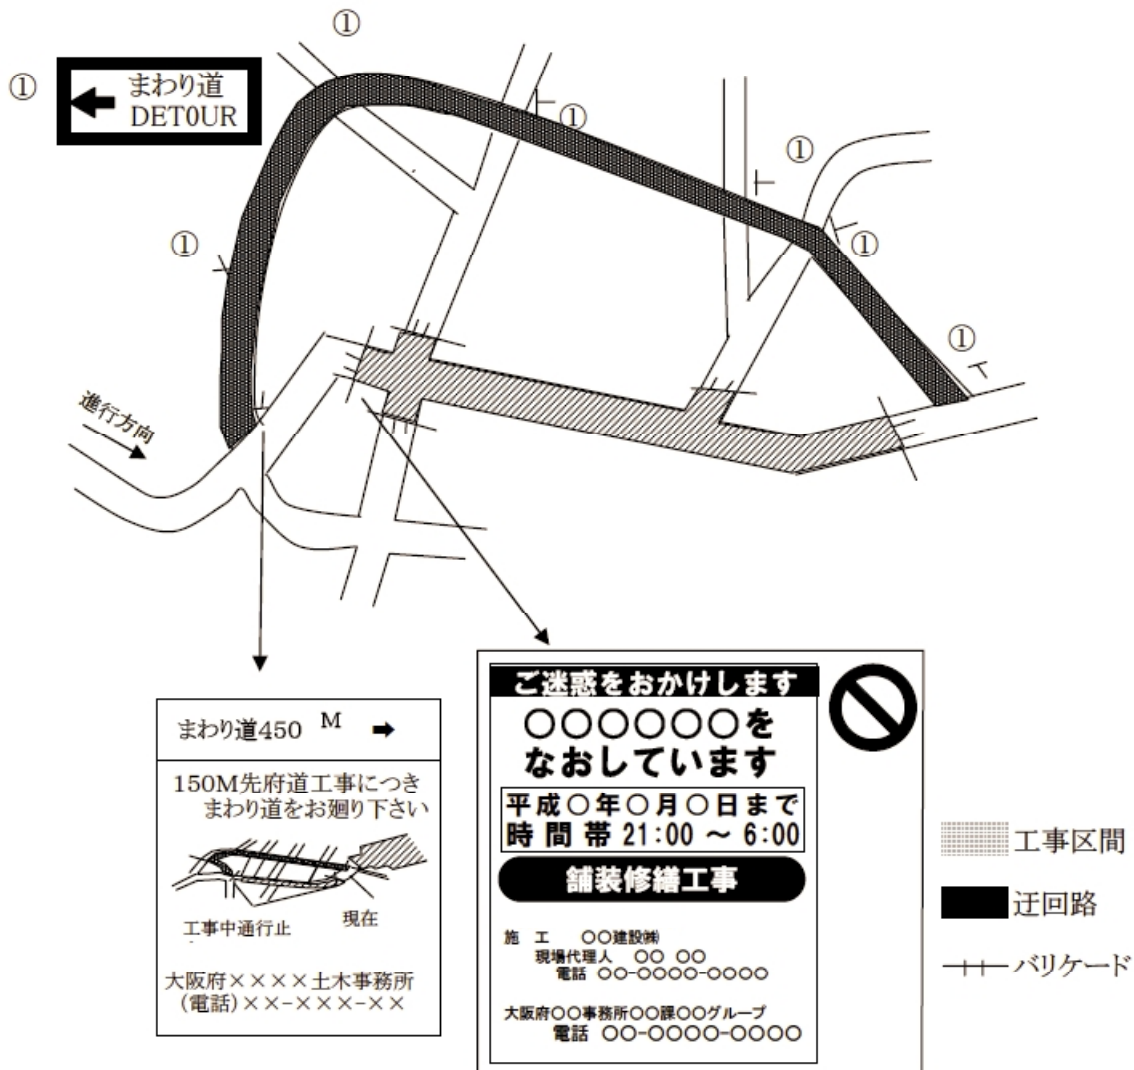 ①
①
まわり道
DETOUR
①
①
①
①
①
進行方向
まわり道450 M
150M先府道工事につき
まわり道をお廻り下さい
工事中通行止
現在
大阪府××××土木事務所
(電話)××-×××-××
ご迷惑をおかけします
○○○○○○を
なおしています
平成○年○月○日まで
時間帯 21:00 ～ 6:00
舗装修繕工事
施 工 ○○建設㈱
現場代理人 ○○ ○○
電話 ○○-○○○○-○○○○
大阪府○○事務所○○課○○グループ
電話 ○○-○○○○-○○○○
工事区間
迂回路
バリケード